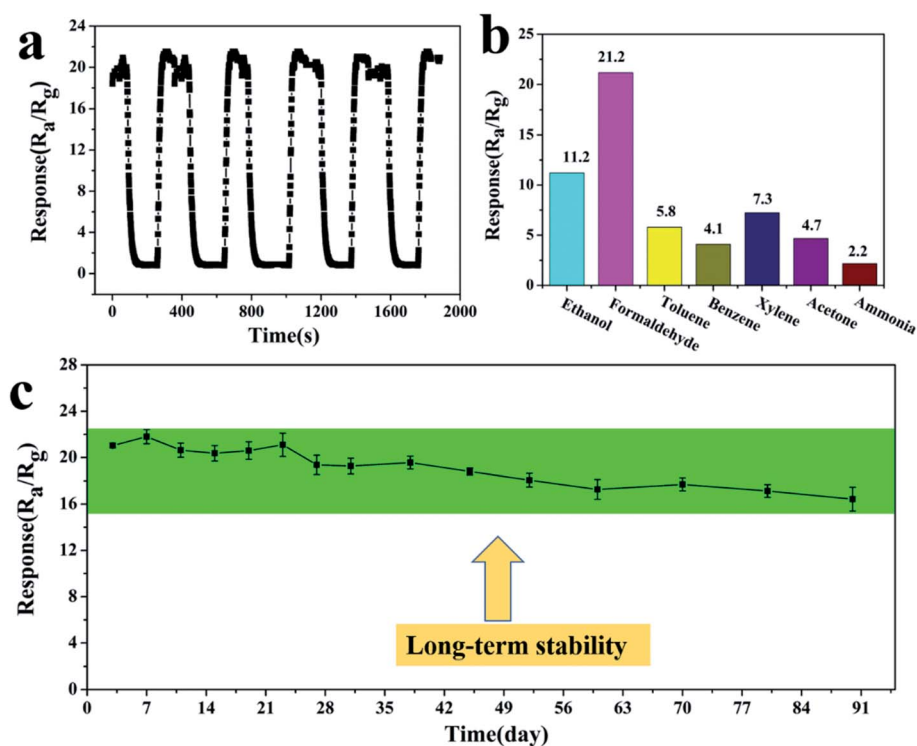 a
24
20
16
12
8
4
0
Response(Ra/Rg)
0 400 800 1200 1600 2000
Time(s)
b
25
20
15
10
5
0
Response(Ra/Rg)
11.2
21.2
5.8
4.1
7.3
4.7
2.2
Ethanol
Formaldehyde
Toluene
Benzene
Xylene
Acetone
Ammonia
c
28
24
20
16
12
8
4
0
Response(Ra/Rg)
Long-term stability
0 7 14 21 28 35 42 49 56 63 70 77 84 91
Time(day)